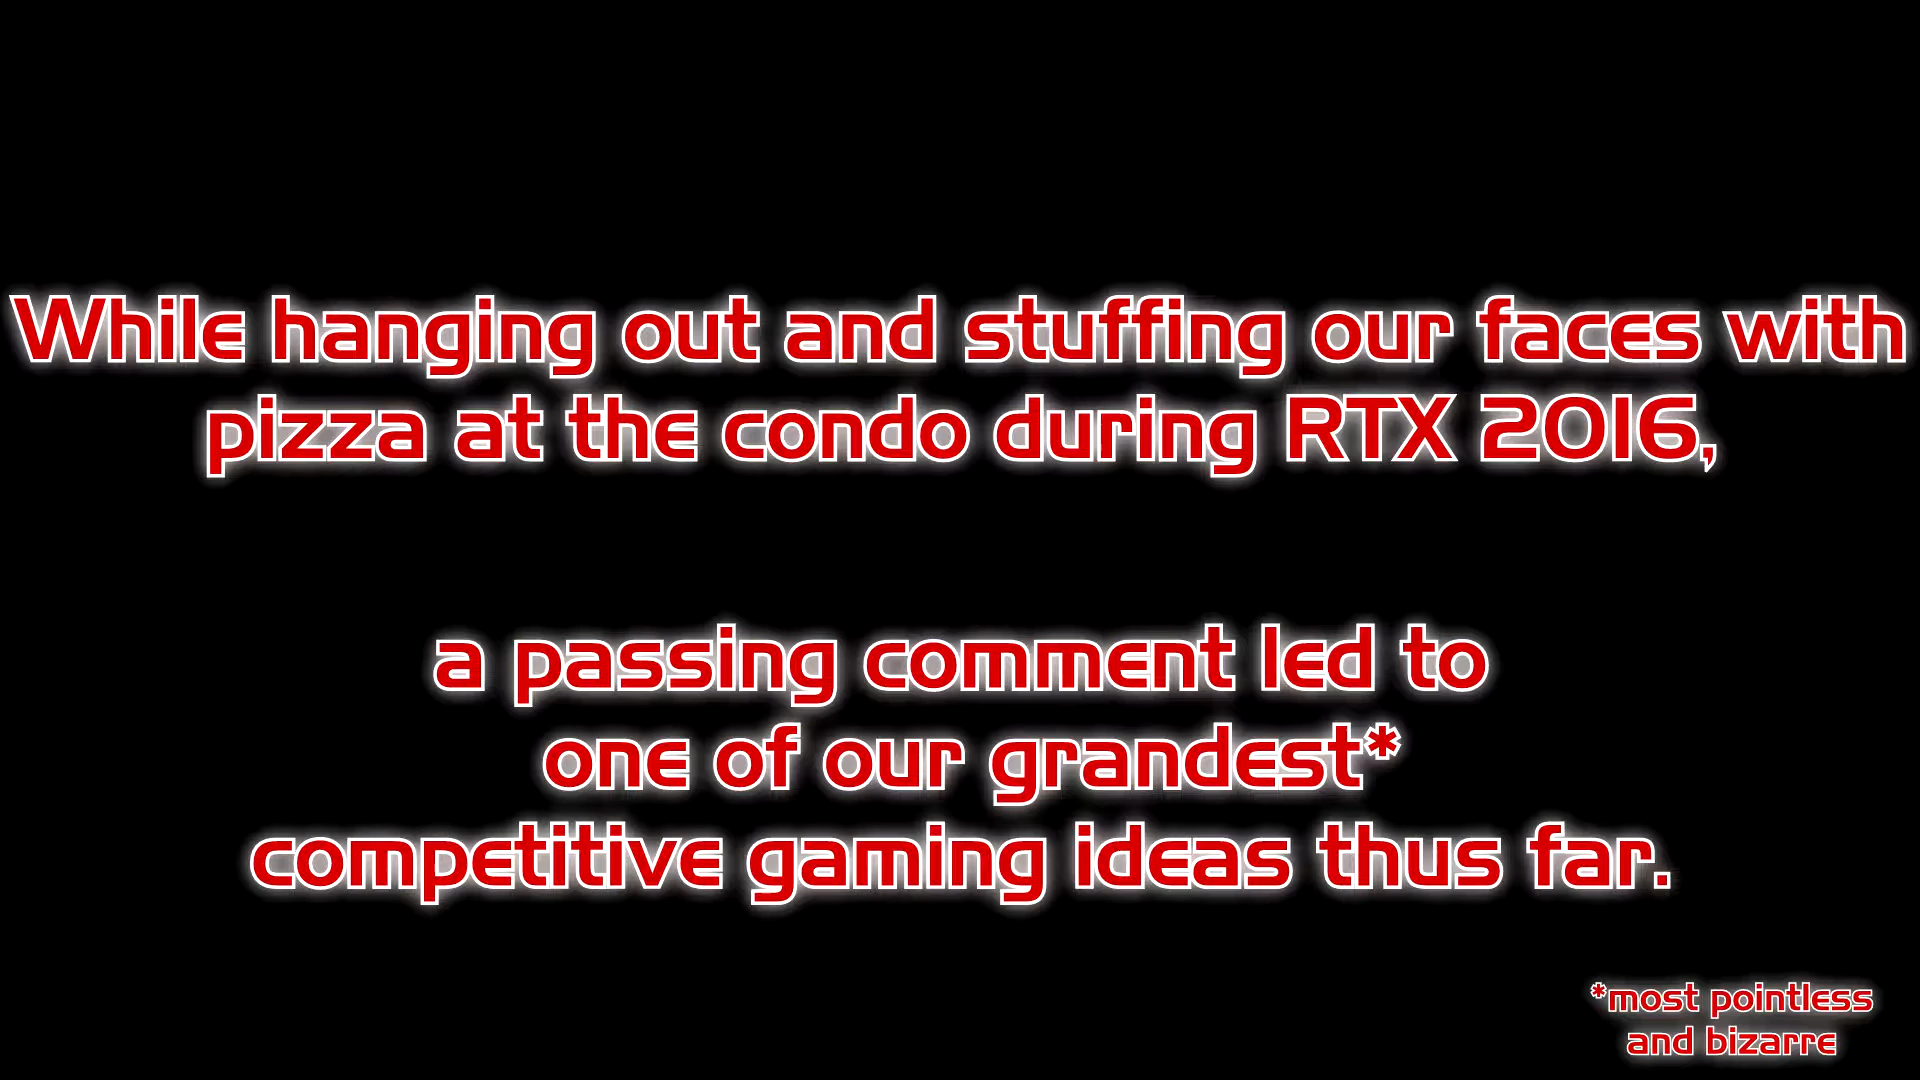 While hanging out and stuffing our faces with
pizza at the condo during RTX 2016,
a passing comment led to
one of our grandest*
competitive gaming ideas thus far.
*most pointless
and bizarre